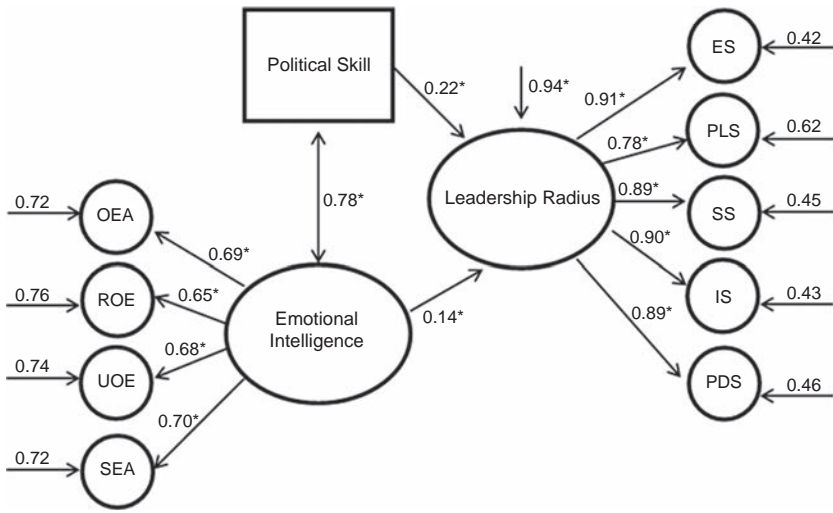 Political Skill
0.22*
0.94*
0.91*
ES
0.42
0.78*
PLS
0.62
Leadership Radius
0.89*
SS
0.45
0.90*
IS
0.43
0.89*
PDS
0.46
0.78*
0.72
OEA
0.69*
0.76
ROE
0.65*
Emotional
Intelligence
0.14*
0.74
UOE
0.68*
0.72
SEA
0.70*